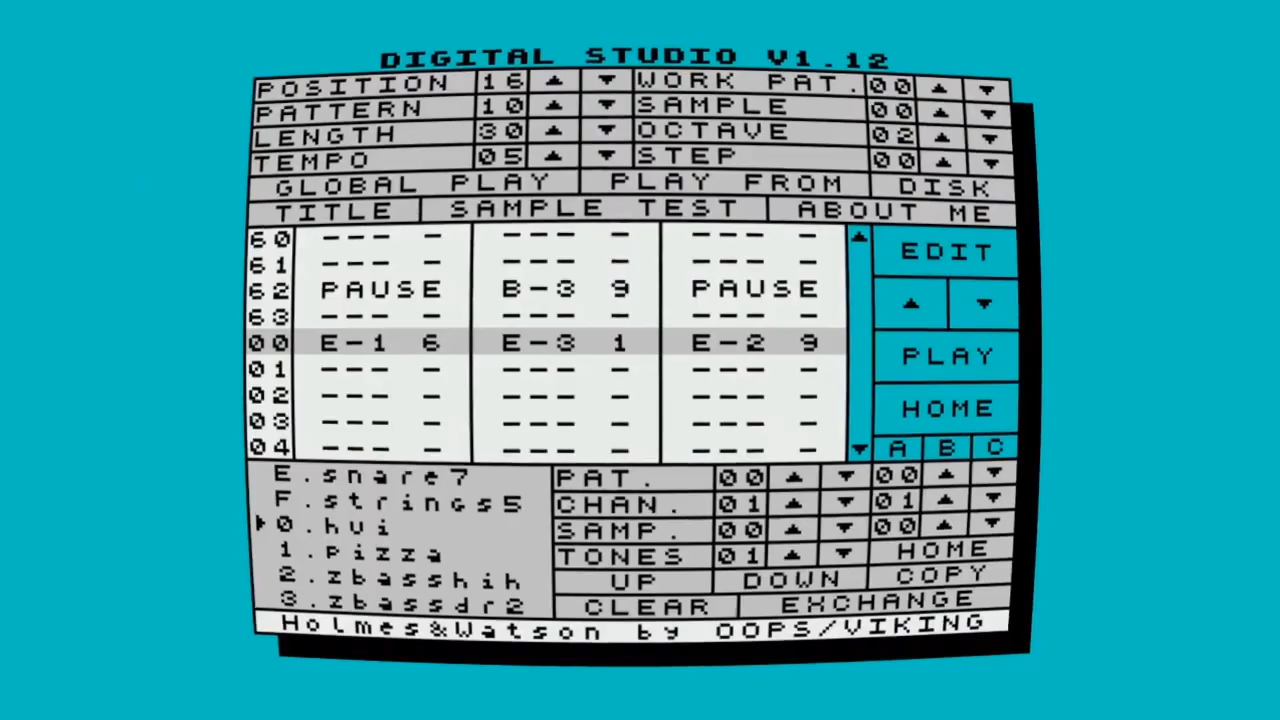 DIGITAL STUDIO V1.12
POSITION 16 WORK PAT. 00
PATTERN 10 SAMPLE 00
LENGTH 30 OCTAVE 02
TEMPO 05 STEP 00
GLOBAL PLAY PLAY FROM DISK
TITLE SAMPLE TEST ABOUT ME
60 --- - --- - --- -
61 --- - --- - --- -
62 PAUSE B-3 9 PAUSE
63 --- - --- - --- -
00 E-1 6 E-3 1 E-2 9
01 --- - --- - --- -
02 --- - --- - --- -
03 --- - --- - --- -
04 --- - --- - --- -
EDIT
PLAY
HOME
A B C
E.snare7
F.strings5
0.hvi
1.pizza
2.zbasshih
3.zbassdr2
PAT. 00 00
CHAN. 01 01
SAMP. 00 00
TONES 01 HOME
UP DOWN COPY
CLEAR EXCHANGE
Holmes&Watson by OOPS/VIKING